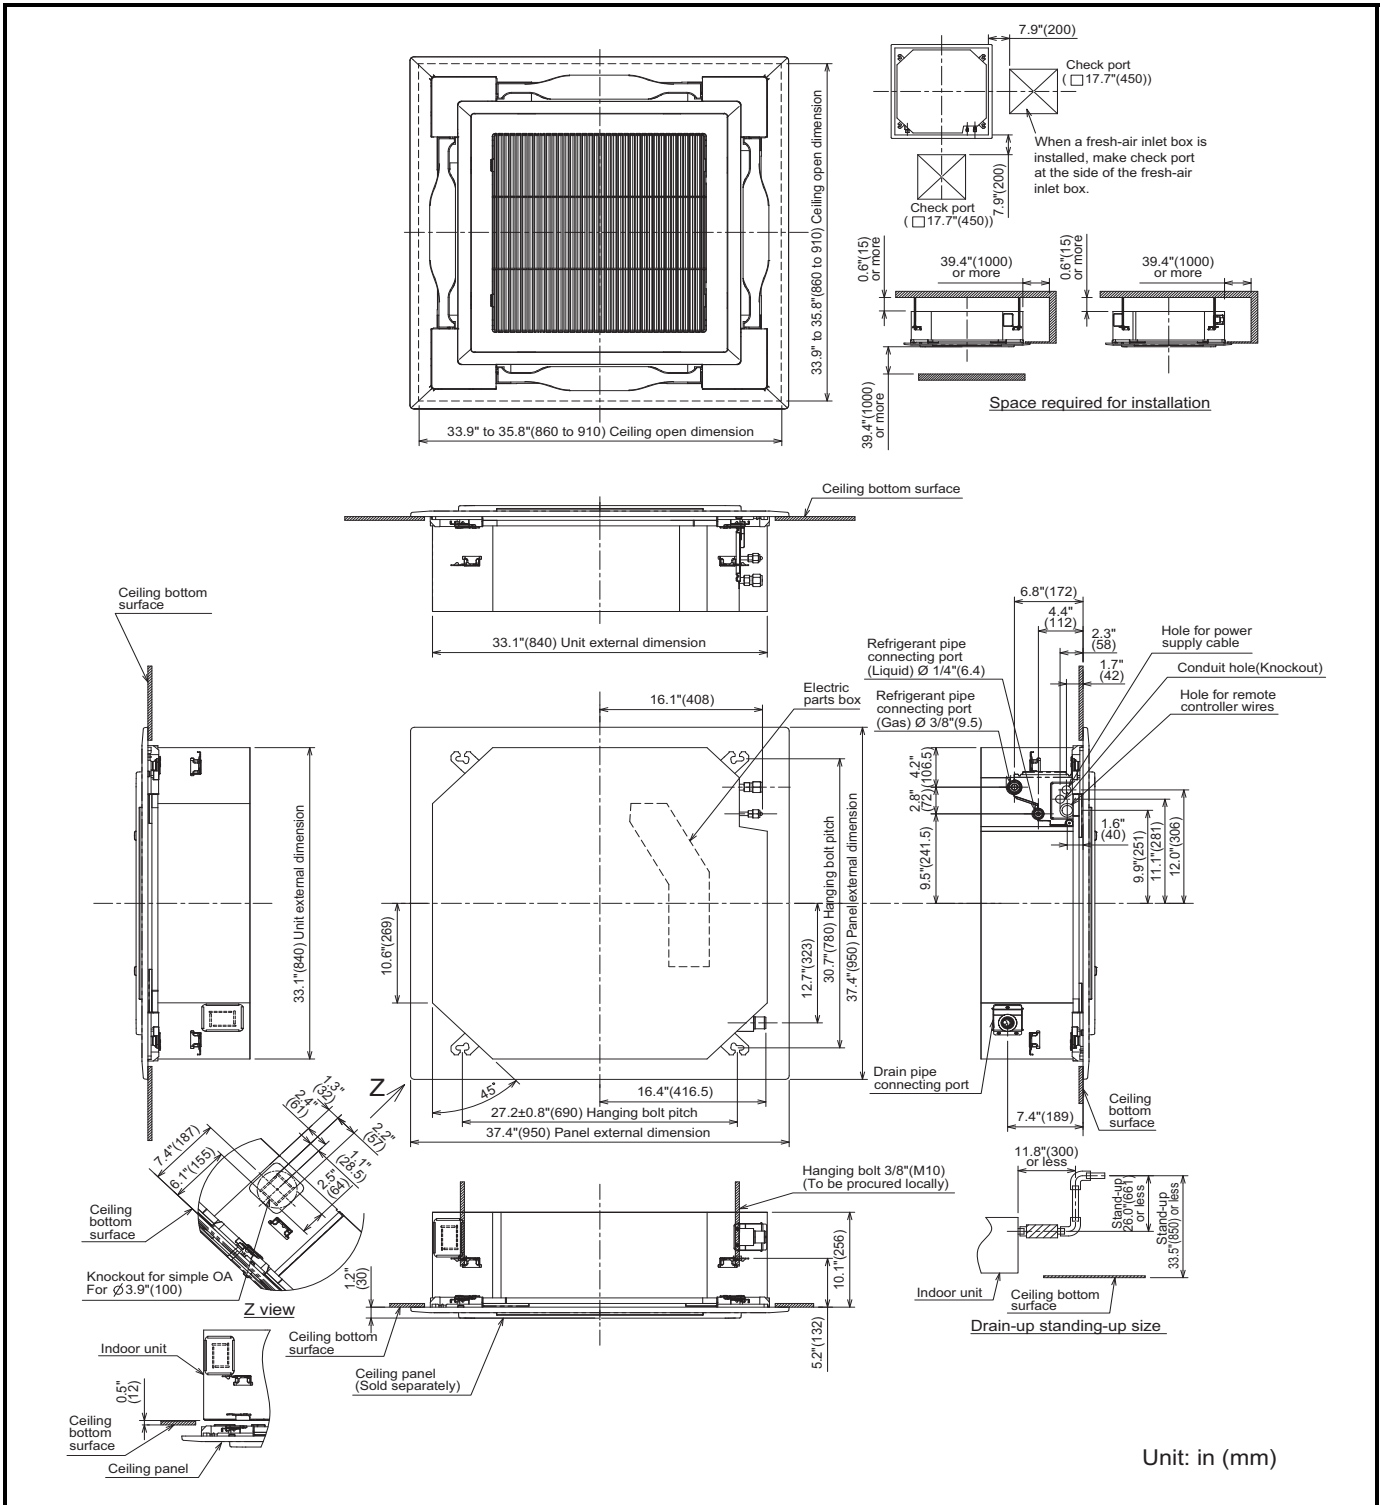 7.9"(200)
Check port
( □ 17.7"(450))
When a fresh-air inlet box is
installed, make check port
at the side of the fresh-air
inlet box.
7.9"(200)
Check port
( □ 17.7"(450))
33.9" to 35.8"(860 to 910) Ceiling open dimension
33.9" to 35.8"(860 to 910) Ceiling open dimension
0.6"(15)
or more
39.4"(1000)
or more
0.6"(15)
or more
39.4"(1000)
or more
39.4"(1000)
or more
Space required for installation
Ceiling bottom surface
33.1"(840) Unit external dimension
Ceiling bottom
surface
33.1"(840) Unit external dimension
16.1"(408)
Electric
parts box
10.6"(269)
12.7"(323)
30.7"(780) Hanging bolt pitch
37.4"(950) Panel external dimension
45°
16.4"(416.5)
27.2±0.8"(690) Hanging bolt pitch
37.4"(950) Panel external dimension
6.8"(172)
4.4"
(112)
2.3"
(58)
1.7"
(42)
Refrigerant pipe
connecting port
(Liquid) Ø 1/4"(6.4)
Refrigerant pipe
connecting port
(Gas) Ø 3/8"(9.5)
Hole for power
supply cable
Conduit hole(Knockout)
Hole for remote
controller wires
4.2"
(106.5)
2.8"
(72)
9.5"(241.5)
1.6"
(40)
9.9"(251)
11.1"(281)
12.0"(306)
Drain pipe
connecting port
7.4"(189)
Ceiling
bottom
surface
Z
1.3"
(32)
2.4"
(61)
2.2"
(57)
1.1"
(28.5)
2.5"
(64)
7.4"(187)
6.1"(155)
Ceiling
bottom
surface
Knockout for simple OA
For Ø3.9"(100)
Z view
Hanging bolt 3/8"(M10)
(To be procured locally)
1.2"
(30)
10.1"(256)
5.2"(132)
Ceiling bottom
surface
Ceiling panel
(Sold separately)
11.8"(300)
or less
Stand-up
26.0"(661)
or less
Stand-up
33.5"(850) or less
Indoor unit
Ceiling bottom
surface
Drain-up standing-up size
Indoor unit
0.5"
(12)
Ceiling
bottom
surface
Ceiling panel
Unit: in (mm)